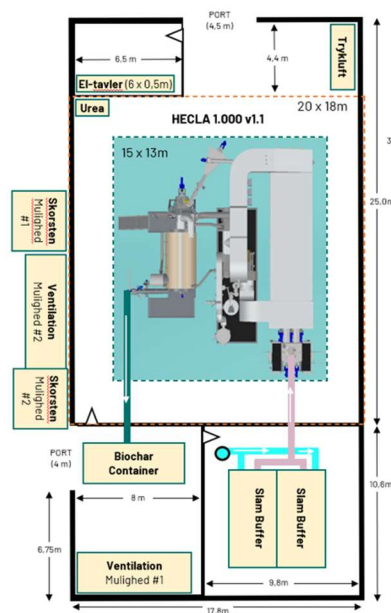 PORT
(4,5 m)
6,5 m
4,4 m
Trykluft
El-tavler (6 x 0,5m)
Urea
20 x 18m
HECLA 1.000 v1.1
15 x 13m
3
25,0m
Skorsten
Mulighed
#1
Ventilation
Mulighed #2
Skorsten
Mulighed
#2
PORT
(4 m)
Biochar
Container
8 m
Slam Buffer
Slam Buffer
10,6m
6,75m
Ventilation
Mulighed #1
9,8m
17,8m